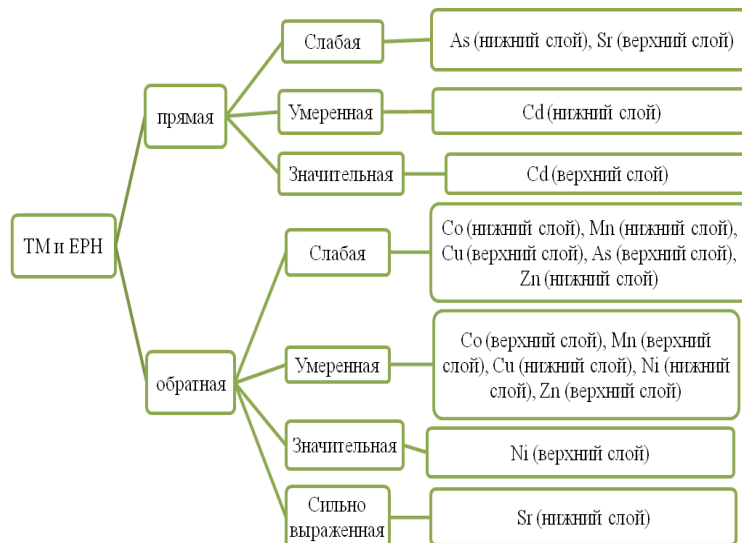 ТМ и ЕРН
прямая
Слабая
As (нижний слой), Sr (верхний слой)
Умеренная
Cd (нижний слой)
Значительная
Cd (верхний слой)
обратная
Слабая
Co (нижний слой), Mn (нижний слой),
Cu (верхний слой), As (верхний слой),
Zn (нижний слой)
Умеренная
Co (верхний слой), Mn (верхний
слой), Cu (нижний слой), Ni (нижний
слой), Zn (верхний слой)
Значительная
Ni (верхний слой)
Сильно
выраженная
Sr (нижний слой)